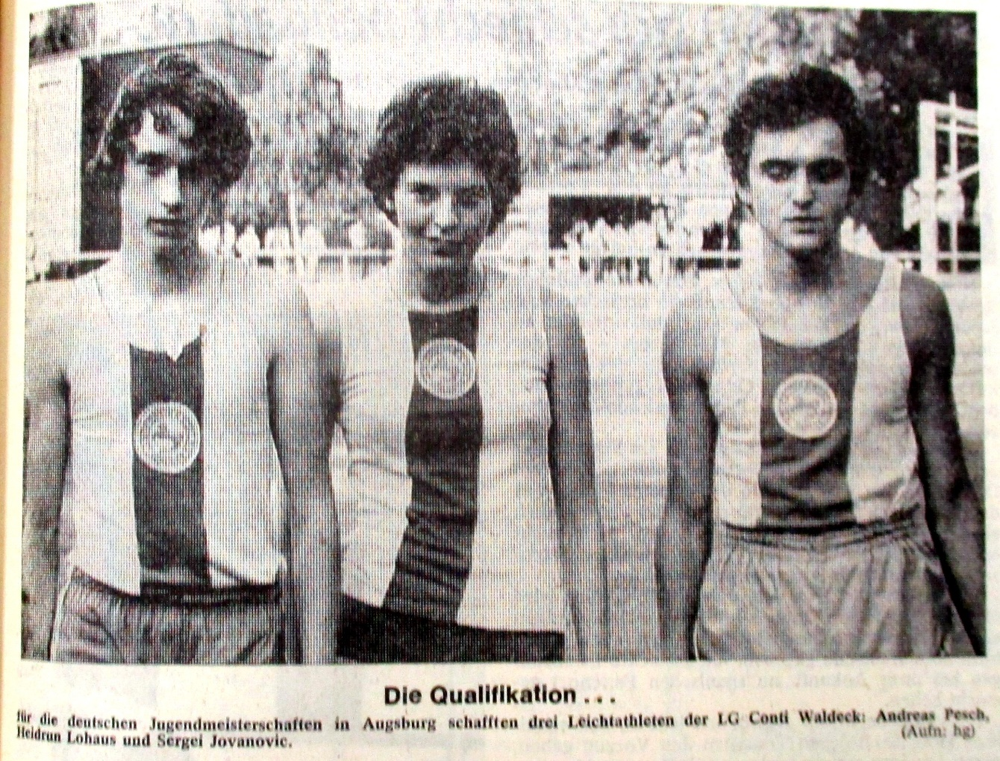 Die Qualifikation ...
für die deutschen Jugendmeisterschaften in Augsburg schafften drei Leichtathleten der LG Conti Waldeck: Andreas Pesch,
Heidrun Lohaus und Sergei Jovanovic. (Aufn: hg)